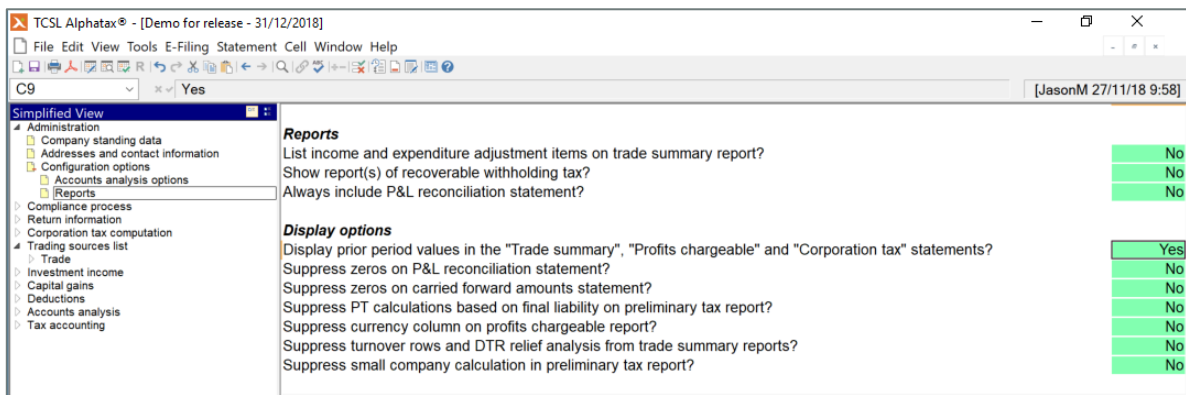 TCSL Alphatax® - [Demo for release - 31/12/2018]
File Edit View Tools E-Filing Statement Cell Window Help
C9 Yes [JasonM 27/11/18 9:58]
Simplified View
Administration
Company standing data
Addresses and contact information
Configuration options
Accounts analysis options
Reports
Compliance process
Return information
Corporation tax computation
Trading sources list
Trade
Investment income
Capital gains
Deductions
Accounts analysis
Tax accounting
Reports
List income and expenditure adjustment items on trade summary report? No
Show report(s) of recoverable withholding tax? No
Always include P&L reconciliation statement? No
Display options
Display prior period values in the "Trade summary", "Profits chargeable" and "Corporation tax" statements? Yes
Suppress zeros on P&L reconciliation statement? No
Suppress zeros on carried forward amounts statement? No
Suppress PT calculations based on final liability on preliminary tax report? No
Suppress currency column on profits chargeable report? No
Suppress turnover rows and DTR relief analysis from trade summary reports? No
Suppress small company calculation in preliminary tax report? No